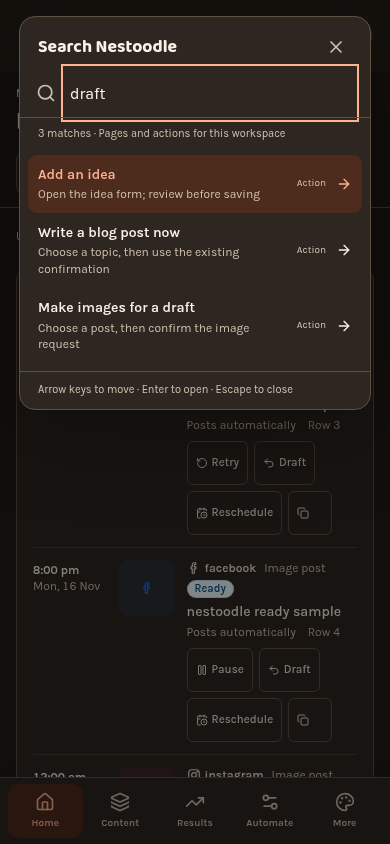 Search Nestoodle
draft
3 matches · Pages and actions for this workspace
Add an idea
Open the idea form; review before saving
Action
Write a blog post now
Choose a topic, then use the existing
confirmation
Action
Make images for a draft
Choose a post, then confirm the image
request
Action
Arrow keys to move · Enter to open · Escape to close
Posts automatically Row 3
Retry
Draft
Reschedule
8:00 pm
Mon, 16 Nov
facebook Image post
Ready
nestoodle ready sample
Posts automatically Row 4
Pause
Draft
Reschedule
12:00 am
instagram Image post
Home
Content
Results
Automate
More